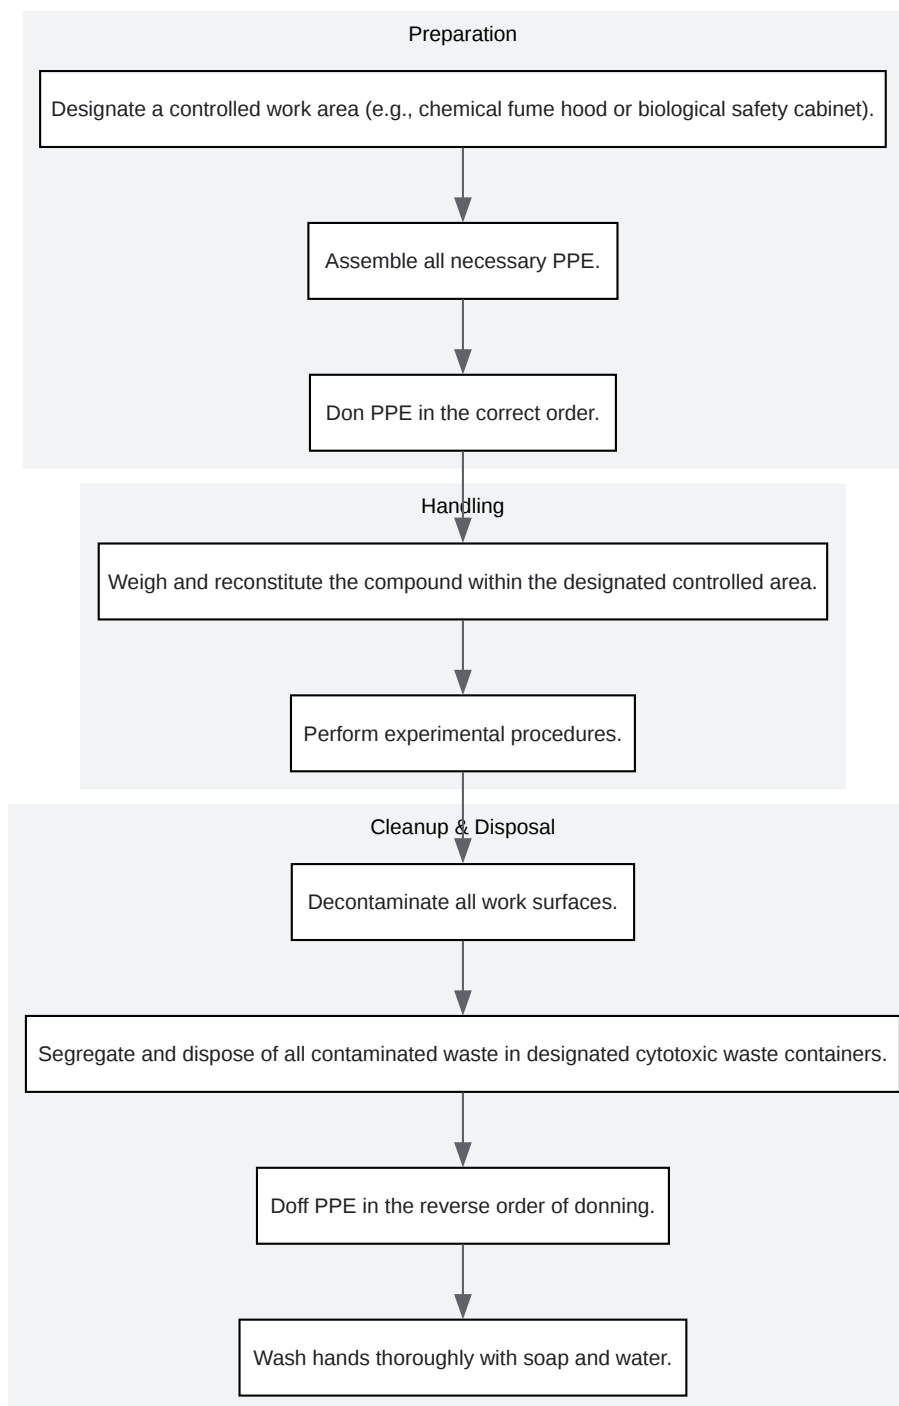 Preparation
Designate a controlled work area (e.g., chemical fume hood or biological safety cabinet).
Assemble all necessary PPE.
Don PPE in the correct order.
Handling
Weigh and reconstitute the compound within the designated controlled area.
Perform experimental procedures.
Cleanup & Disposal
Decontaminate all work surfaces.
Segregate and dispose of all contaminated waste in designated cytotoxic waste containers.
Doff PPE in the reverse order of donning.
Wash hands thoroughly with soap and water.